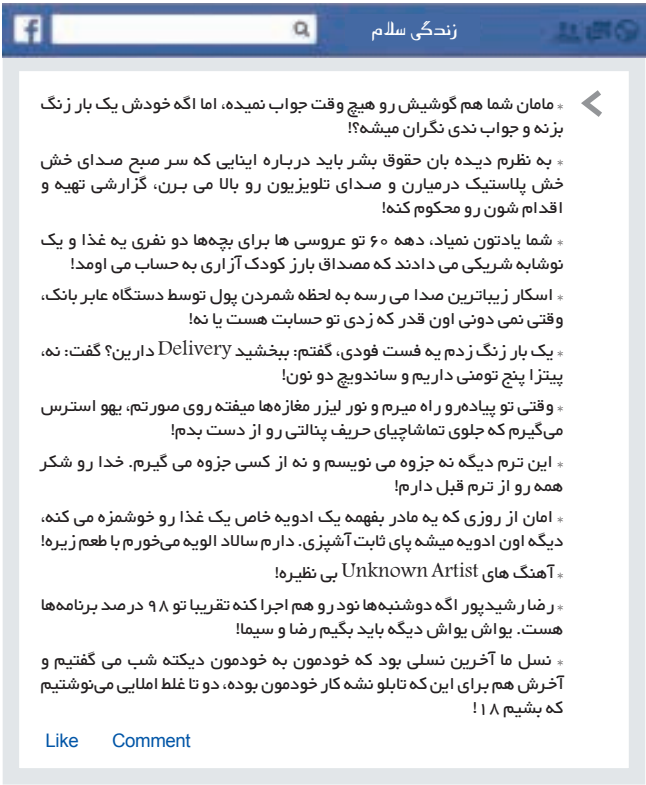 زندگی سلام
* مامان شما هم گوشیش رو هیچ وقت جواب نمیده، اما اگه خودش یک بار زنگ
بزنه و جواب ندی نگران میشه؟!
* به نظرم دیده بان حقوق بشر باید درباره اینایی که سر صبح صدای خش
خش پلاستیک درمیارن و صدای تلویزیون رو بالا می برن، گزارشی تهیه و
اقدام شون رو محکوم کنه!
* شما یادتون نمیاد، دهه ۶۰ تو عروسی ها برای بچه‌ها دو نفری یه غذا و یک
نوشابه شریکی می دادند که مصداق بارز کودک آزاری به حساب می اومد!
* اسکار زیباترین صدا می رسه به لحظه شمردن پول توسط دستگاه عابر بانک،
وقتی نمی دونی اون قدر که زدی تو حسابت هست یا نه!
* یک بار زنگ زدم یه فست فودی، گفتم: ببخشید Delivery دارین؟ گفت: نه،
پیتزا پنج تومنی داریم و ساندویچ دو نون!
* وقتی تو پیاده‌رو راه میرم و نور لیزر مغازه‌ها میفته روی صورتم، یهو استرس
می‌گیرم که جلوی تماشاچیای حریف پنالتی رو از دست بدم!
* این ترم دیگه نه جزوه می نویسم و نه از کسی جزوه می گیرم. خدا رو شکر
همه رو از ترم قبل دارم!
* امان از روزی که یه مادر بفهمه یک ادویه خاص یک غذا رو خوشمزه می کنه،
دیگه اون ادویه میشه پای ثابت آشپزی. دارم سالاد الویه می‌خورم با طعم زیره!
* آهنگ های Unknown Artist بی نظیره!
* رضا رشیدپور اگه دوشنبه‌ها نود رو هم اجرا کنه تقریبا تو ۹۸ درصد برنامه‌ها
هست. یواش یواش دیگه باید بگیم رضا و سیما!
* نسل ما آخرین نسلی بود که خودمون به خودمون دیکته شب می گفتیم و
آخرش هم برای این که تابلو نشه کار خودمون بوده، دو تا غلط املایی می‌نوشتیم
که بشیم ۱۸!
Like Comment